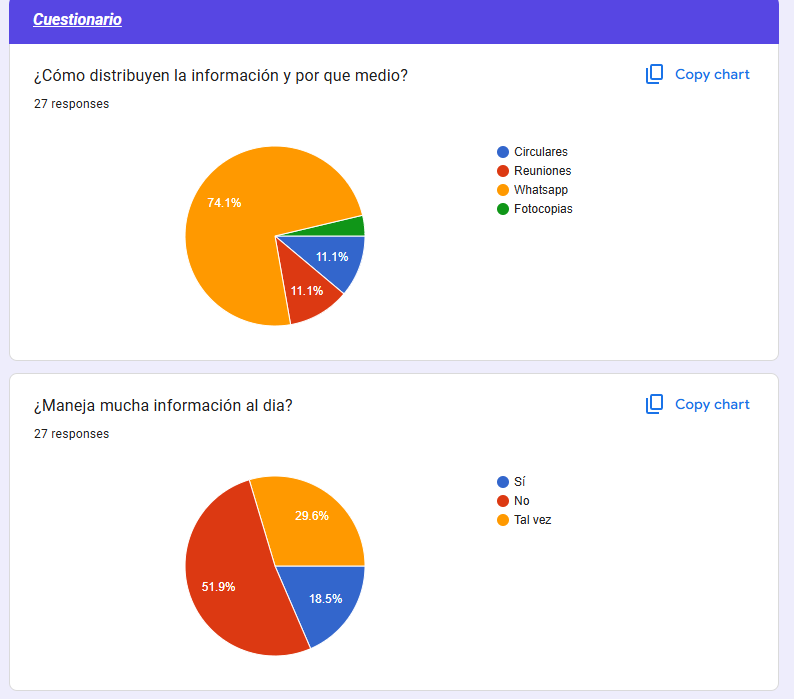 Cuestionario
¿Cómo distribuyen la información y por que medio?
Copy chart
27 responses
Circulares
Reuniones
Whatsapp
Fotocopias
74.1%
11.1%
11.1%
¿Maneja mucha información al dia?
Copy chart
27 responses
Sí
No
Tal vez
29.6%
51.9%
18.5%